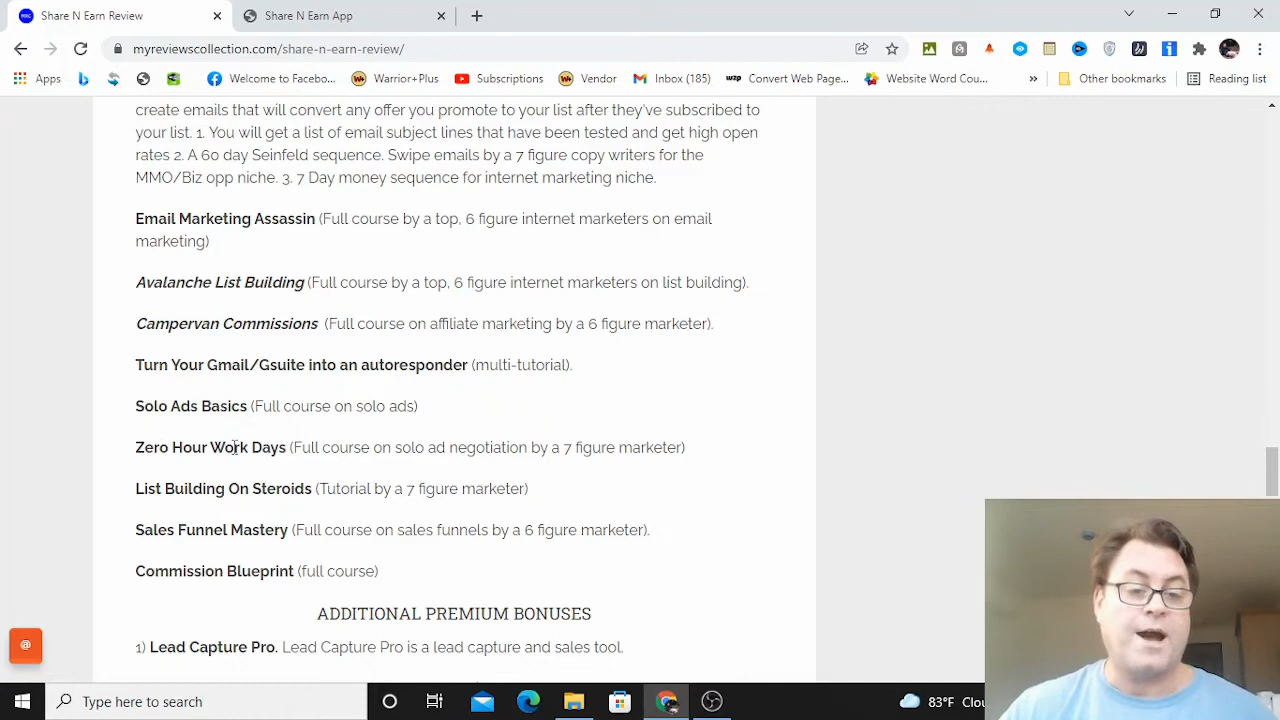 Share N Earn Review
Share N Earn App
myreviewscollection.com/share-n-earn-review/
Apps
Welcome to Facebo...
Warrior+Plus
Subscriptions
Vendor
Inbox (185)
Convert Web Page...
Website Word Cou...
»
Other bookmarks
Reading list
create emails that will convert any offer you promote to your list after they've subscribed to
your list. 1. You will get a list of email subject lines that have been tested and get high open
rates 2. A 60 day Seinfeld sequence. Swipe emails by a 7 figure copy writers for the
MMO/Biz opp niche. 3. 7 Day money sequence for internet marketing niche.
Email Marketing Assassin (Full course by a top, 6 figure internet marketers on email
marketing)
Avalanche List Building (Full course by a top, 6 figure internet marketers on list building).
Campervan Commissions (Full course on affiliate marketing by a 6 figure marketer).
Turn Your Gmail/Gsuite into an autoresponder (multi-tutorial).
Solo Ads Basics (Full course on solo ads)
Zero Hour Work Days (Full course on solo ad negotiation by a 7 figure marketer)
List Building On Steroids (Tutorial by a 7 figure marketer)
Sales Funnel Mastery (Full course on sales funnels by a 6 figure marketer).
Commission Blueprint (full course)
ADDITIONAL PREMIUM BONUSES
1) Lead Capture Pro. Lead Capture Pro is a lead capture and sales tool.
@
Type here to search
83°F Clou